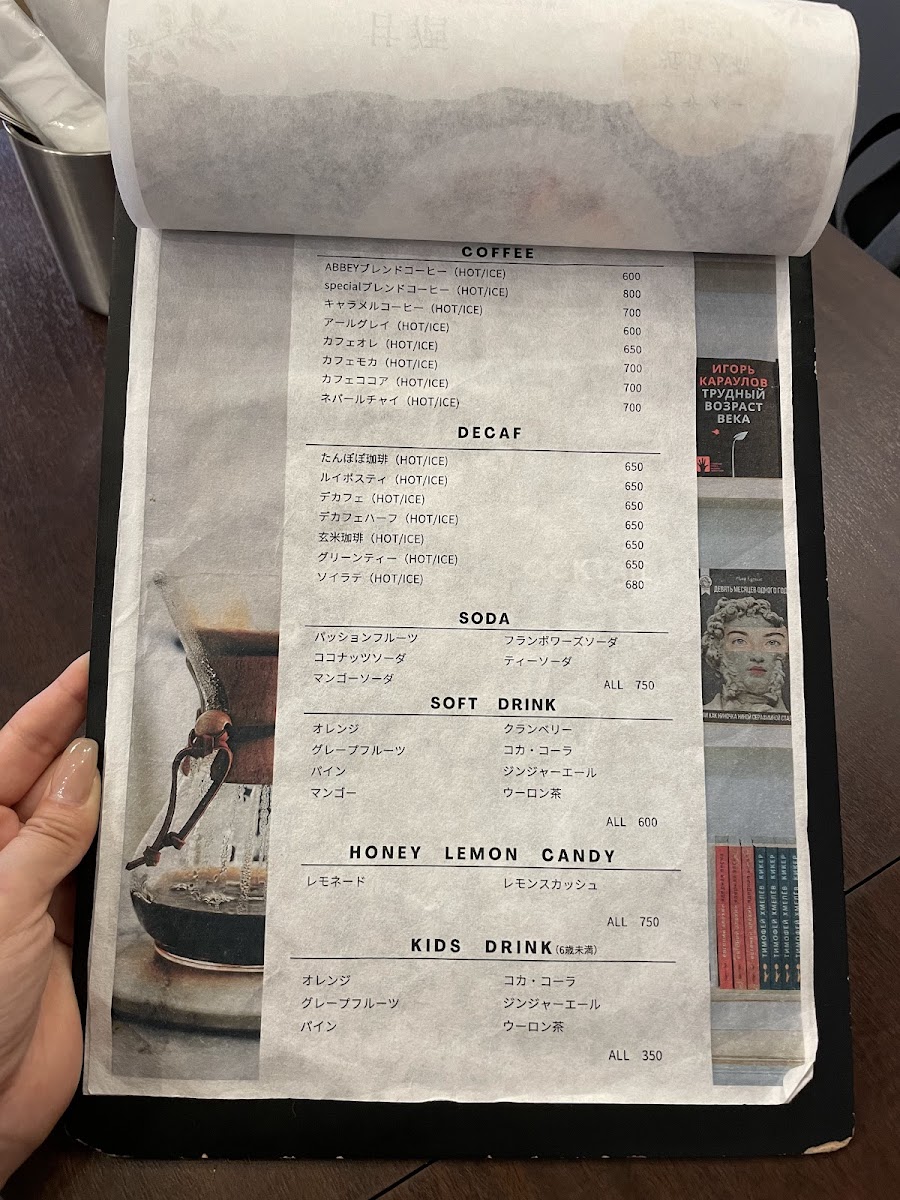 COFFEE
ABBEYブレンドコーヒー（HOT/ICE） 600
specialブレンドコーヒー（HOT/ICE） 800
キャラメルコーヒー（HOT/ICE） 700
アールグレイ（HOT/ICE） 600
カフェオレ（HOT/ICE） 650
カフェモカ（HOT/ICE） 700
カフェココア（HOT/ICE） 700
ネパールチャイ（HOT/ICE） 700
DECAF
たんぽぽ珈琲（HOT/ICE） 650
ルイボスティ（HOT/ICE） 650
デカフェ（HOT/ICE） 650
デカフェハーフ（HOT/ICE） 650
玄米珈琲（HOT/ICE） 650
グリーンティー（HOT/ICE） 650
ソイラテ（HOT/ICE） 680
SODA
パッションフルーツ フランボワーズソーダ
ココナッツソーダ ティーソーダ
マンゴーソーダ
ALL 750
SOFT DRINK
オレンジ クランベリー
グレープフルーツ コカ・コーラ
パイン ジンジャーエール
マンゴー ウーロン茶
ALL 600
HONEY LEMON CANDY
レモネード レモンスカッシュ
ALL 750
KIDS DRINK（6歳未満）
オレンジ コカ・コーラ
グレープフルーツ ジンジャーエール
パイン ウーロン茶
ALL 350
ИГОРЬ
КАРАУЛОВ
ТРУДНЫЙ
ВОЗРАСТ
ВЕКА
ДЕВЯТЬ МЕСЯЦЕВ ОДНОГО ГОД
ТИМОФЕЙ ХМЕЛЕВ КИКЕР
ТИМОФЕЙ ХМЕЛЕВ КИКЕР
ТИМОФЕЙ ХМЕЛЕВ КИКЕР